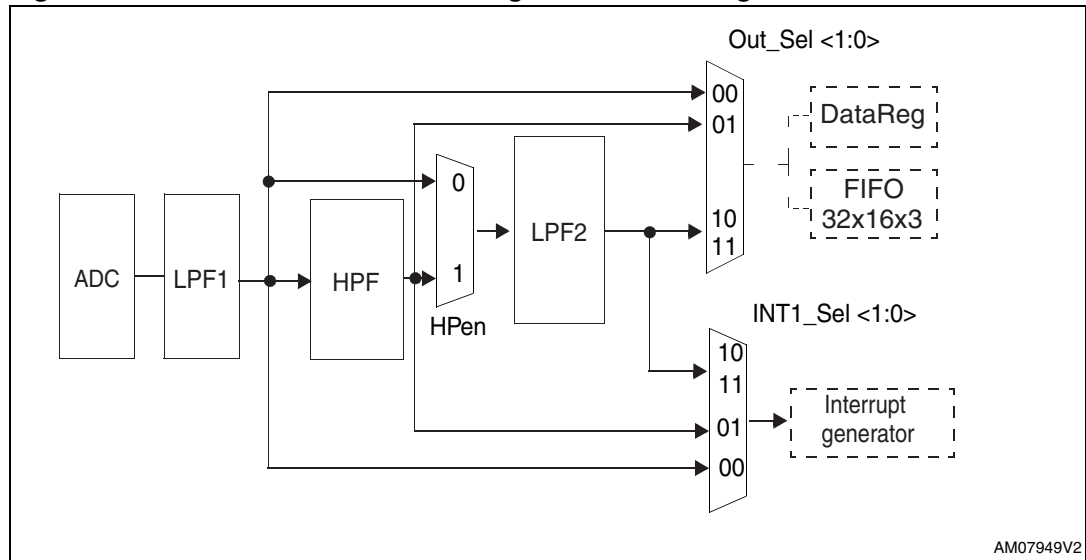 Out_Sel <1:0>
00
01
DataReg
FIFO
32x16x3
10
11
0
1
HPen
ADC
LPF1
HPF
LPF2
INT1_Sel <1:0>
10
11
01
00
Interrupt
generator
AM07949V2